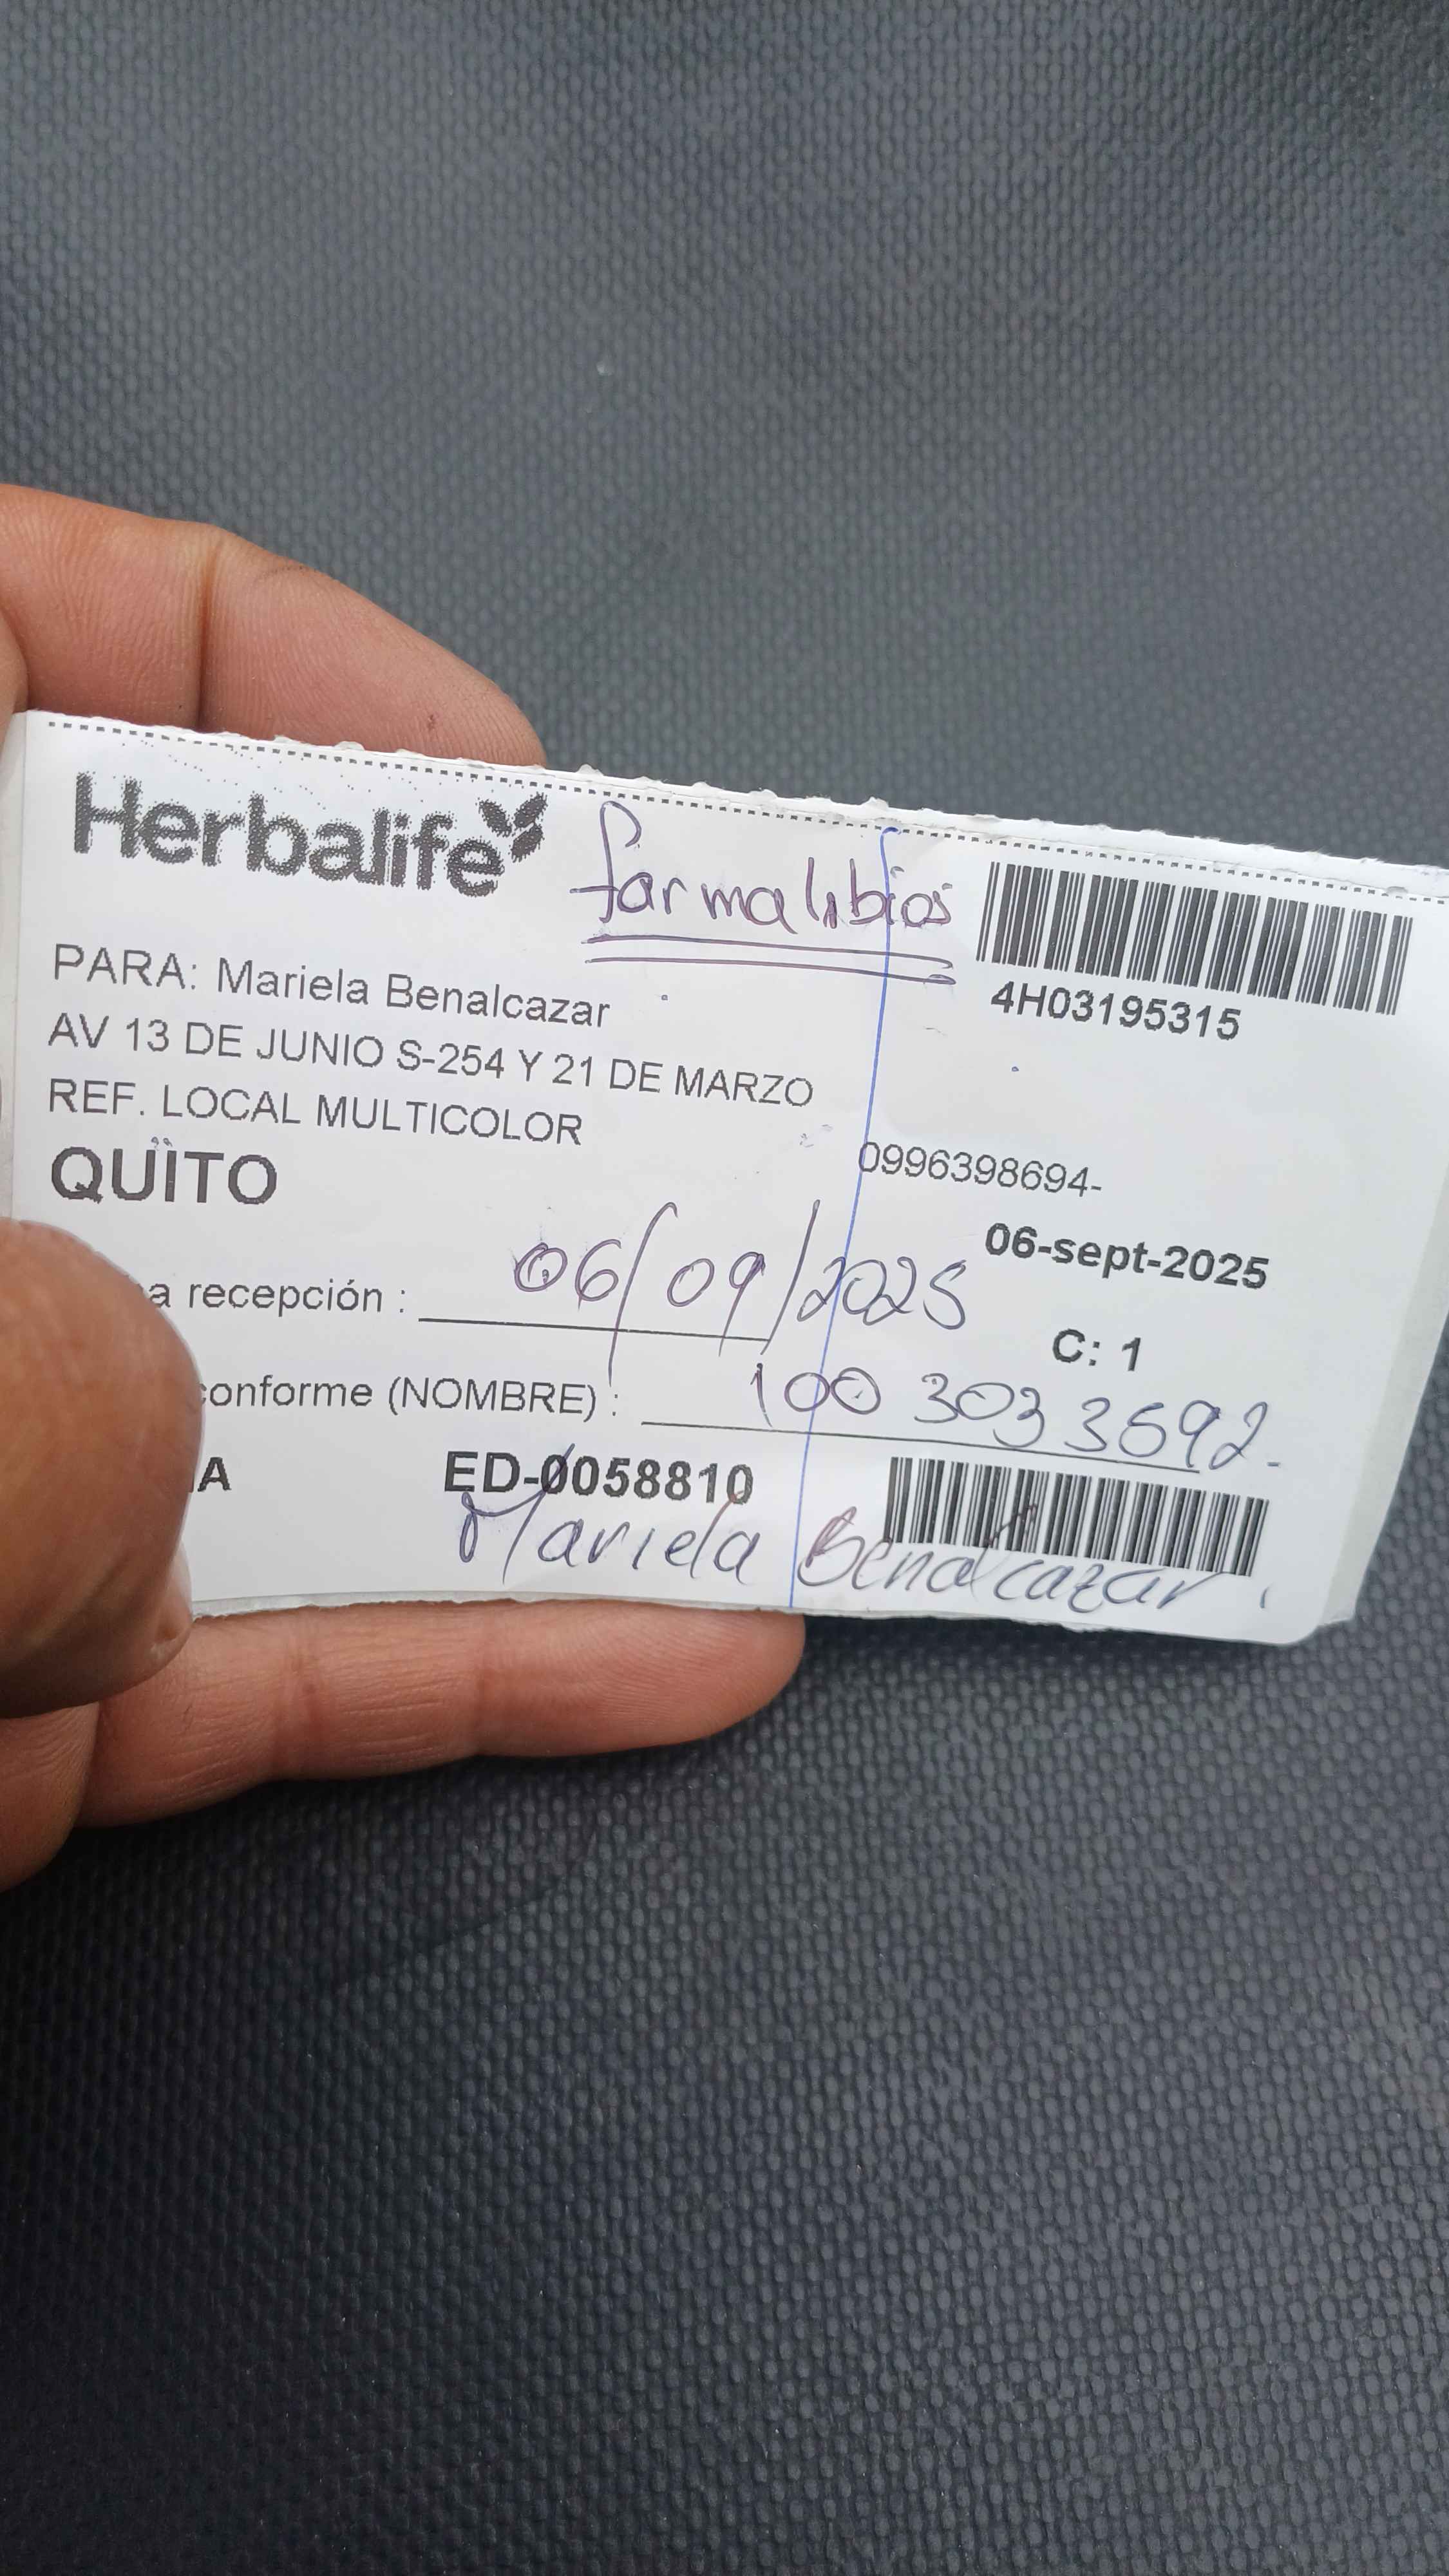 Herbalife
farmalibios
4H03195315
PARA: Mariela Benalcazar
AV 13 DE JUNIO S-254 Y 21 DE MARZO
REF. LOCAL MULTICOLOR
0996398694-
QUITO
06-sept-2025
a recepción : 06/09/2025
C: 1
conforme (NOMBRE) : 100 303 3692.
A ED-0058810
Mariela Benalcazar